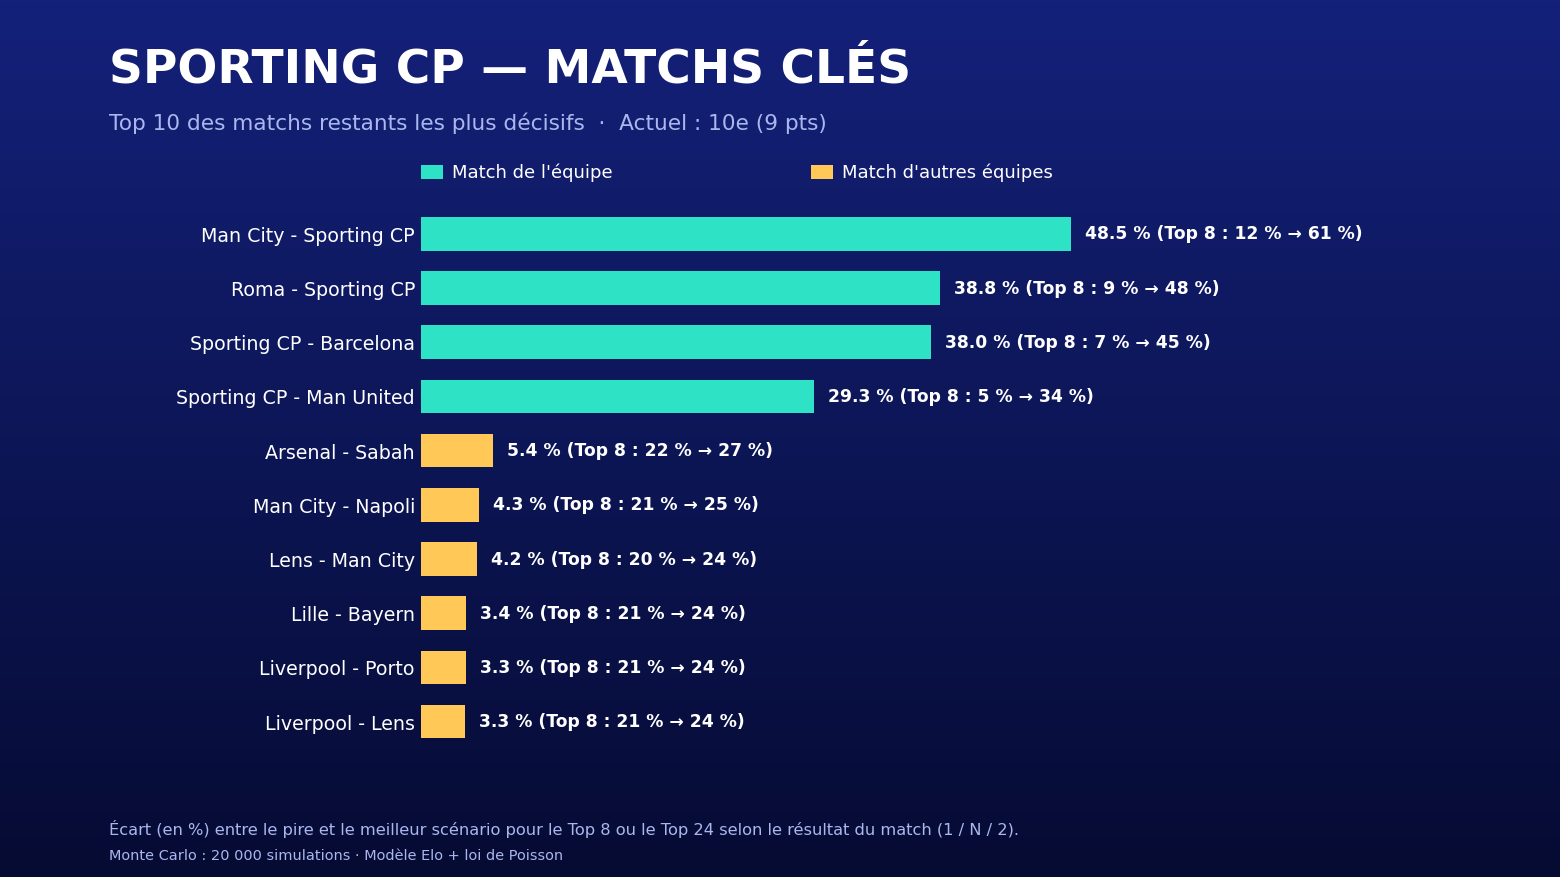 SPORTING CP — MATCHS CLÉS
Top 10 des matchs restants les plus décisifs · Actuel : 10e (9 pts)
Match de l'équipe
Match d'autres équipes
Man City - Sporting CP 48.5 % (Top 8 : 12 % → 61 %)
Roma - Sporting CP 38.8 % (Top 8 : 9 % → 48 %)
Sporting CP - Barcelona 38.0 % (Top 8 : 7 % → 45 %)
Sporting CP - Man United 29.3 % (Top 8 : 5 % → 34 %)
Arsenal - Sabah 5.4 % (Top 8 : 22 % → 27 %)
Man City - Napoli 4.3 % (Top 8 : 21 % → 25 %)
Lens - Man City 4.2 % (Top 8 : 20 % → 24 %)
Lille - Bayern 3.4 % (Top 8 : 21 % → 24 %)
Liverpool - Porto 3.3 % (Top 8 : 21 % → 24 %)
Liverpool - Lens 3.3 % (Top 8 : 21 % → 24 %)
Écart (en %) entre le pire et le meilleur scénario pour le Top 8 ou le Top 24 selon le résultat du match (1 / N / 2).
Monte Carlo : 20 000 simulations · Modèle Elo + loi de Poisson